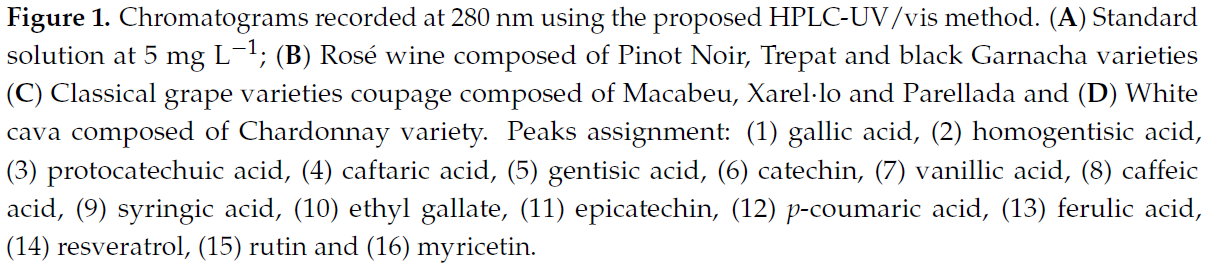 Figure 1. Chromatograms recorded at 280 nm using the proposed HPLC-UV/vis method. (A) Standard
solution at 5 mg L−1; (B) Rosé wine composed of Pinot Noir, Trepat and black Garnacha varieties
(C) Classical grape varieties coupage composed of Macabeu, Xarel·lo and Parellada and (D) White
cava composed of Chardonnay variety. Peaks assignment: (1) gallic acid, (2) homogentisic acid,
(3) protocatechuic acid, (4) caftaric acid, (5) gentisic acid, (6) catechin, (7) vanillic acid, (8) caffeic
acid, (9) syringic acid, (10) ethyl gallate, (11) epicatechin, (12) p-coumaric acid, (13) ferulic acid,
(14) resveratrol, (15) rutin and (16) myricetin.